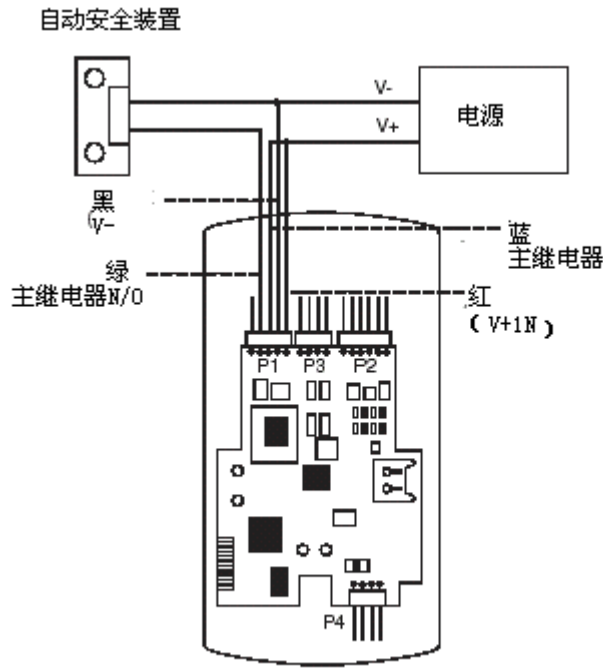 自动安全装置
V-
V+
电源
黑
(V-
蓝
主继电器
绿
主继电器N/O
红
( V+1N )
P1 P3 P2
P4